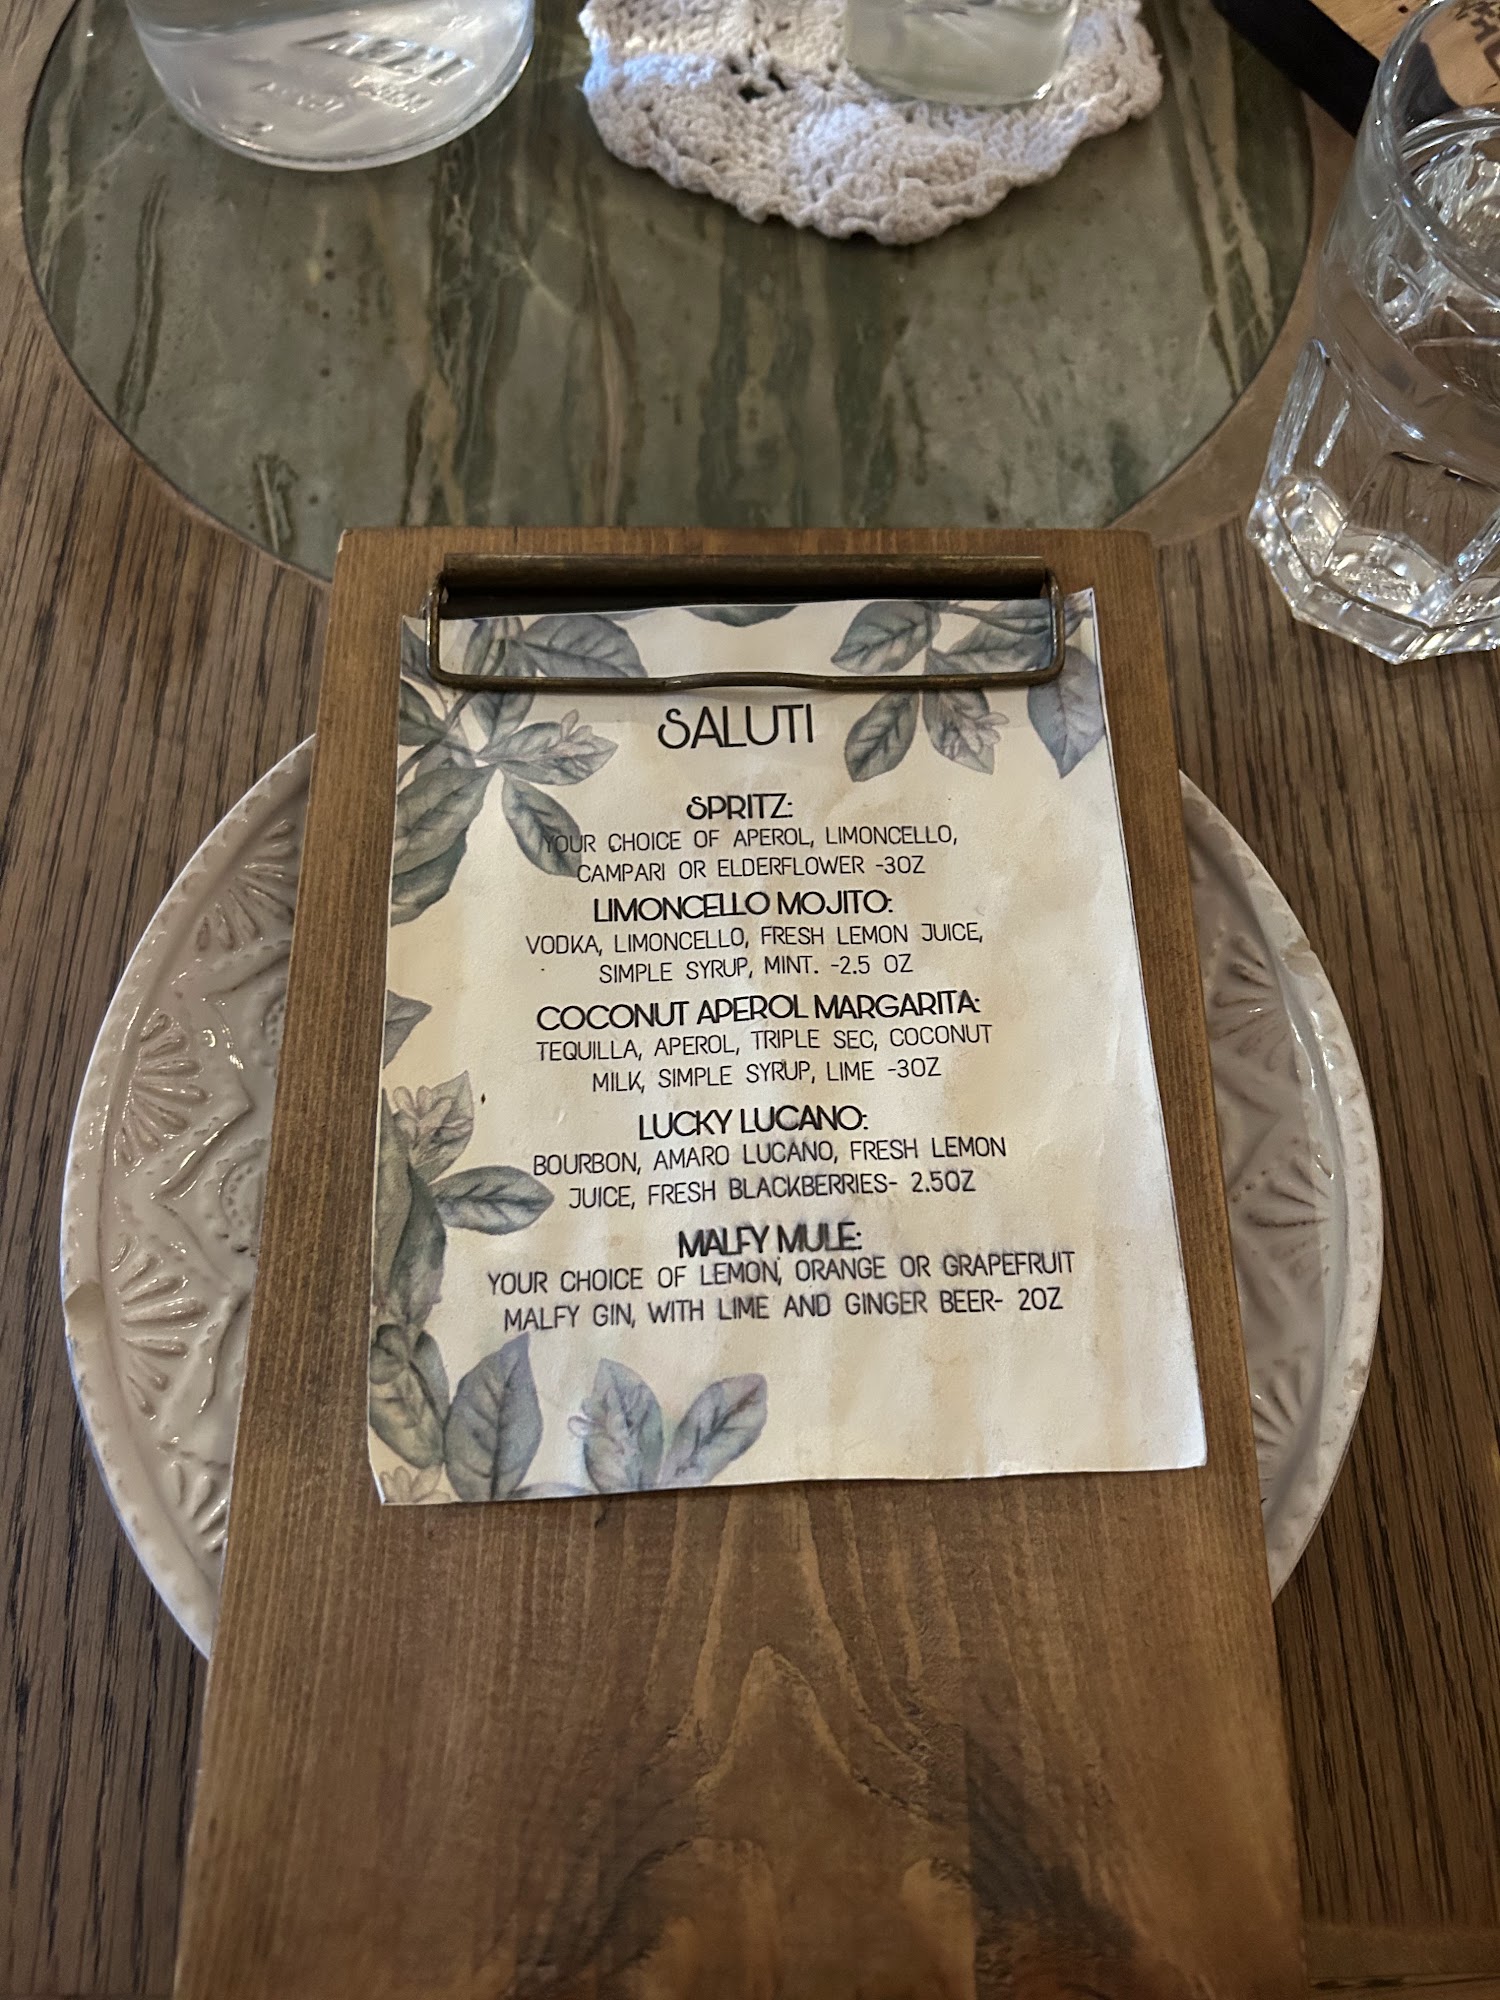 SALUTI
SPRITZ:
YOUR CHOICE OF APEROL, LIMONCELLO,
CAMPARI OR ELDERFLOWER -3OZ
LIMONCELLO MOJITO:
VODKA, LIMONCELLO, FRESH LEMON JUICE,
SIMPLE SYRUP, MINT. -2.5 OZ
COCONUT APEROL MARGARITA:
TEQUILLA, APEROL, TRIPLE SEC, COCONUT
MILK, SIMPLE SYRUP, LIME -3OZ
LUCKY LUCANO:
BOURBON, AMARO LUCANO, FRESH LEMON
JUICE, FRESH BLACKBERRIES- 2.5OZ
MALFY MULE:
YOUR CHOICE OF LEMON, ORANGE OR GRAPEFRUIT
MALFY GIN, WITH LIME AND GINGER BEER- 2OZ